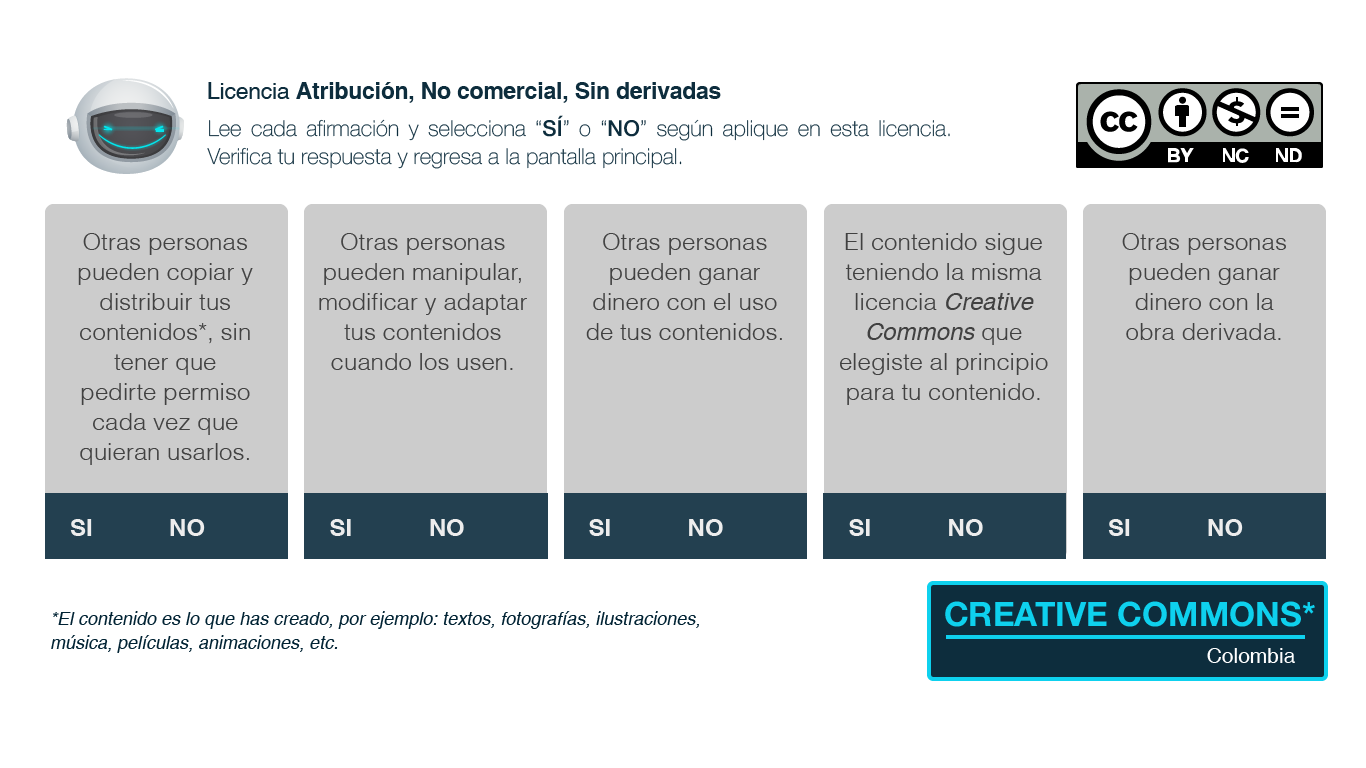 Licencia Atribución, No comercial, Sin derivadas
Lee cada afirmación y selecciona “SÍ” o “NO” según aplique en esta licencia.
Verifica tu respuesta y regresa a la pantalla principal.
cc
BY NC ND
Otras personas
pueden copiar y
distribuir tus
contenidos*, sin
tener que
pedirte permiso
cada vez que
quieran usarlos.
SI NO
Otras personas
pueden manipular,
modificar y adaptar
tus contenidos
cuando los usen.
SI NO
Otras personas
pueden ganar
dinero con el uso
de tus contenidos.
SI NO
El contenido sigue
teniendo la misma
licencia Creative
Commons que
elegiste al principio
para tu contenido.
SI NO
Otras personas
pueden ganar
dinero con la
obra derivada.
SI NO
*El contenido es lo que has creado, por ejemplo: textos, fotografías, ilustraciones,
música, películas, animaciones, etc.
CREATIVE COMMONS*
Colombia